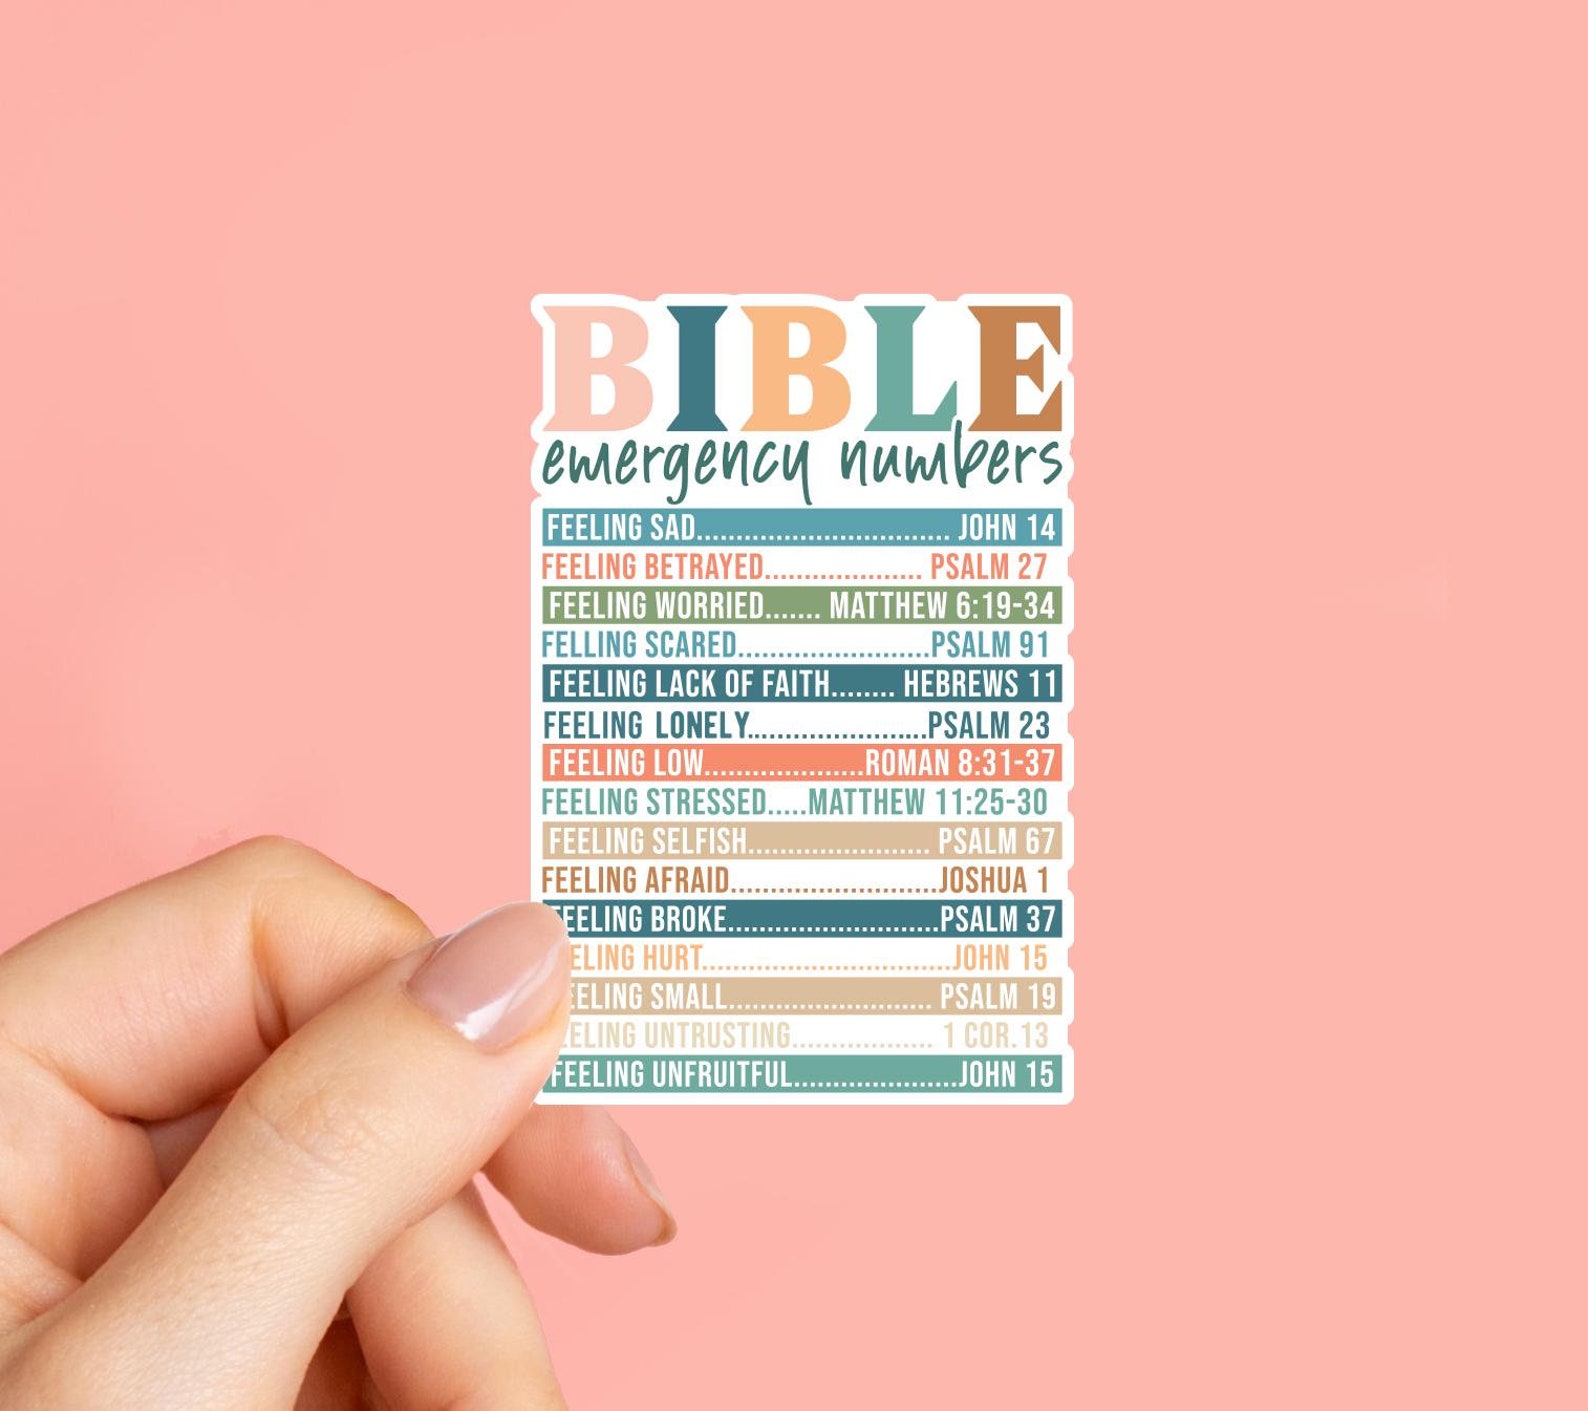 BIBLE
emergency numbers
FEELING SAD................................ JOHN 14
FEELING BETRAYED.................... PSALM 27
FEELING WORRIED....... MATTHEW 6:19-34
FELLING SCARED........................PSALM 91
FEELING LACK OF FAITH........ HEBREWS 11
FEELING LONELY.......................PSALM 23
FEELING LOW....................ROMAN 8:31-37
FEELING STRESSED.....MATTHEW 11:25-30
FEELING SELFISH....................... PSALM 67
FEELING AFRAID..........................JOSHUA 1
FEELING BROKE...........................PSALM 37
EELING HURT................................JOHN 15
EELING SMALL.......................... PSALM 19
EELING UNTRUSTING.................. 1 COR.13
FEELING UNFRUITFUL.....................JOHN 15